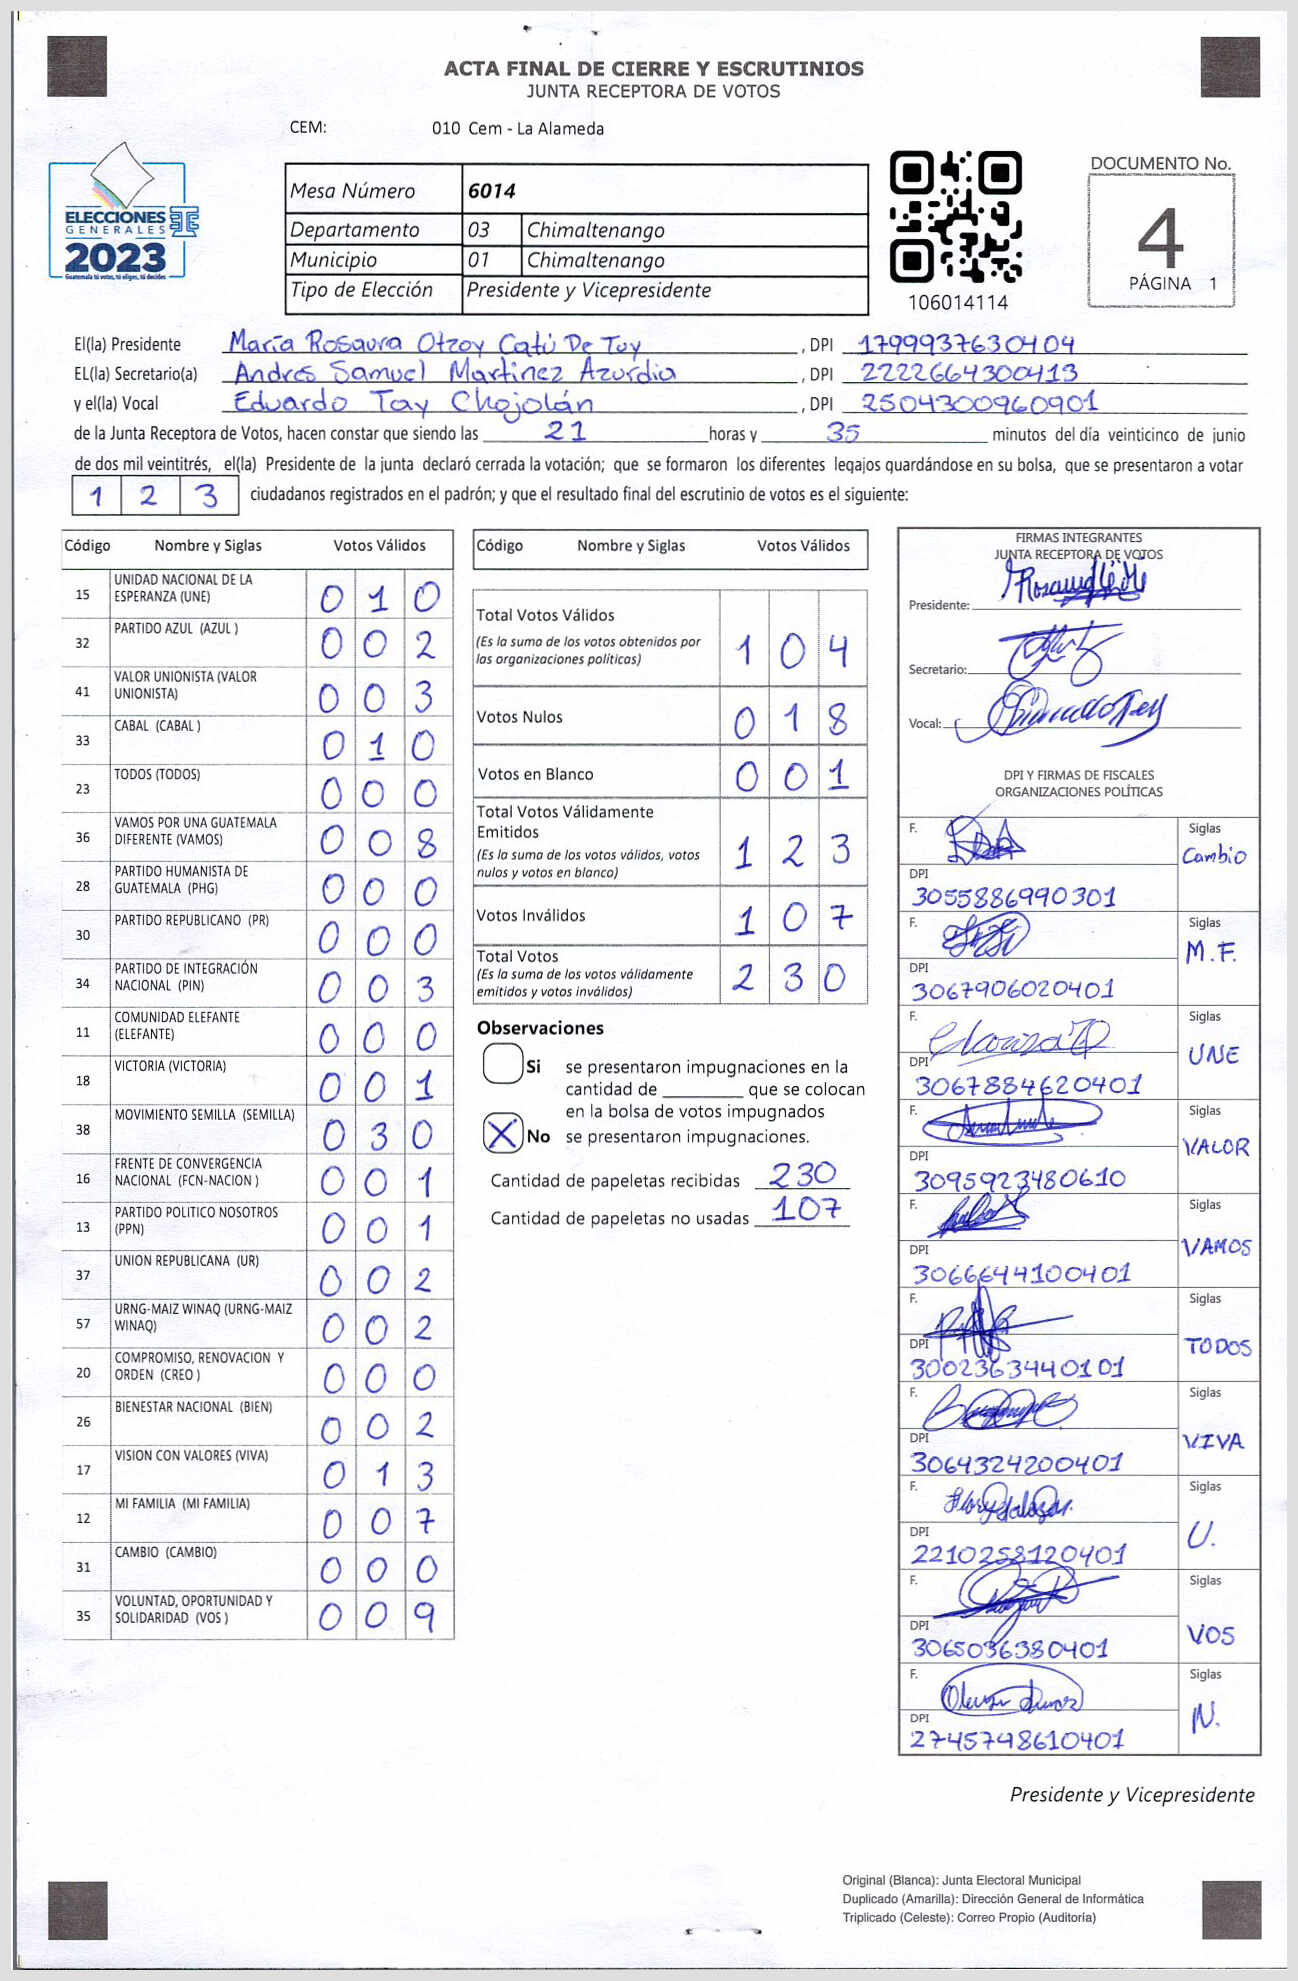 ACTA FINAL DE CIERRE Y ESCRUTINIOS
JUNTA RECEPTORA DE VOTOS
CEM: 010 Cem - La Alameda
ELECCIONES
GENERALES
2023
Guatemala tú votas, tú eliges, tú decides
Mesa Número 6014
Departamento 03 Chimaltenango
Municipio 01 Chimaltenango
Tipo de Elección Presidente y Vicepresidente
106014114
DOCUMENTO No.
4
PÁGINA 1
El(la) Presidente María Rosaura Otzoy Catú De Tuy, DPI 1799937630404
EL(la) Secretario(a) Andres Samuel Martinez Azurdia, DPI 2222664300413
y el(la) Vocal Eduardo Tay Chojolán, DPI 2504300960901
de la Junta Receptora de Votos, hacen constar que siendo las 21 horas y 35 minutos del día veinticinco de junio
de dos mil veintitrés, el(la) Presidente de la junta declaró cerrada la votación; que se formaron los diferentes legajos guardándose en su bolsa, que se presentaron a votar
1 2 3 ciudadanos registrados en el padrón; y que el resultado final del escrutinio de votos es el siguiente:
Código Nombre y Siglas Votos Válidos
15 UNIDAD NACIONAL DE LA
ESPERANZA (UNE) 0 1 0
32 PARTIDO AZUL (AZUL ) 0 0 2
41 VALOR UNIONISTA (VALOR
UNIONISTA) 0 0 3
33 CABAL (CABAL ) 0 1 0
23 TODOS (TODOS) 0 0 0
36 VAMOS POR UNA GUATEMALA
DIFERENTE (VAMOS) 0 0 8
28 PARTIDO HUMANISTA DE
GUATEMALA (PHG) 0 0 0
30 PARTIDO REPUBLICANO (PR) 0 0 0
34 PARTIDO DE INTEGRACIÓN
NACIONAL (PIN) 0 0 3
11 COMUNIDAD ELEFANTE
(ELEFANTE) 0 0 0
18 VICTORIA (VICTORIA) 0 0 1
38 MOVIMIENTO SEMILLA (SEMILLA) 0 3 0
16 FRENTE DE CONVERGENCIA
NACIONAL (FCN-NACION ) 0 0 1
13 PARTIDO POLITICO NOSOTROS
(PPN) 0 0 1
37 UNION REPUBLICANA (UR) 0 0 2
57 URNG-MAIZ WINAQ (URNG-MAIZ
WINAQ) 0 0 2
20 COMPROMISO, RENOVACION Y
ORDEN (CREO ) 0 0 0
26 BIENESTAR NACIONAL (BIEN) 0 0 2
17 VISION CON VALORES (VIVA) 0 1 3
12 MI FAMILIA (MI FAMILIA) 0 0 7
31 CAMBIO (CAMBIO) 0 0 0
35 VOLUNTAD, OPORTUNIDAD Y
SOLIDARIDAD (VOS ) 0 0 9
Código Nombre y Siglas Votos Válidos
Total Votos Válidos
(Es la suma de los votos obtenidos por
las organizaciones políticas) 1 0 4
Votos Nulos 0 1 8
Votos en Blanco 0 0 1
Total Votos Válidamente
Emitidos
(Es la suma de los votos válidos, votos
nulos y votos en blanco) 1 2 3
Votos Inválidos 1 0 7
Total Votos
(Es la suma de los votos válidamente
emitidos y votos inválidos) 2 3 0
Observaciones
Si se presentaron impugnaciones en la
cantidad de ________ que se colocan
en la bolsa de votos impugnados
X No se presentaron impugnaciones.
Cantidad de papeletas recibidas 230
Cantidad de papeletas no usadas 107
FIRMAS INTEGRANTES
JUNTA RECEPTORA DE VOTOS
Presidente:
Secretario:
Vocal:
DPI Y FIRMAS DE FISCALES
ORGANIZACIONES POLÍTICAS
F. Siglas Cambio
DPI 3055886990301
F. Siglas M.F.
DPI 3067906020401
F. Siglas UNE
DPI 3067884620401
F. Siglas VALOR
DPI 3095923480610
F. Siglas VAMOS
DPI 3066644100401
F. Siglas TODOS
DPI 3002363440101
F. Siglas VIVA
DPI 3064324200401
F. Siglas U.
DPI 2210258120401
F. Siglas VOS
DPI 3065036380401
F. Siglas N.
DPI 2745748610401
Presidente y Vicepresidente
Original (Blanca): Junta Electoral Municipal
Duplicado (Amarilla): Dirección General de Informática
Triplicado (Celeste): Correo Propio (Auditoría)